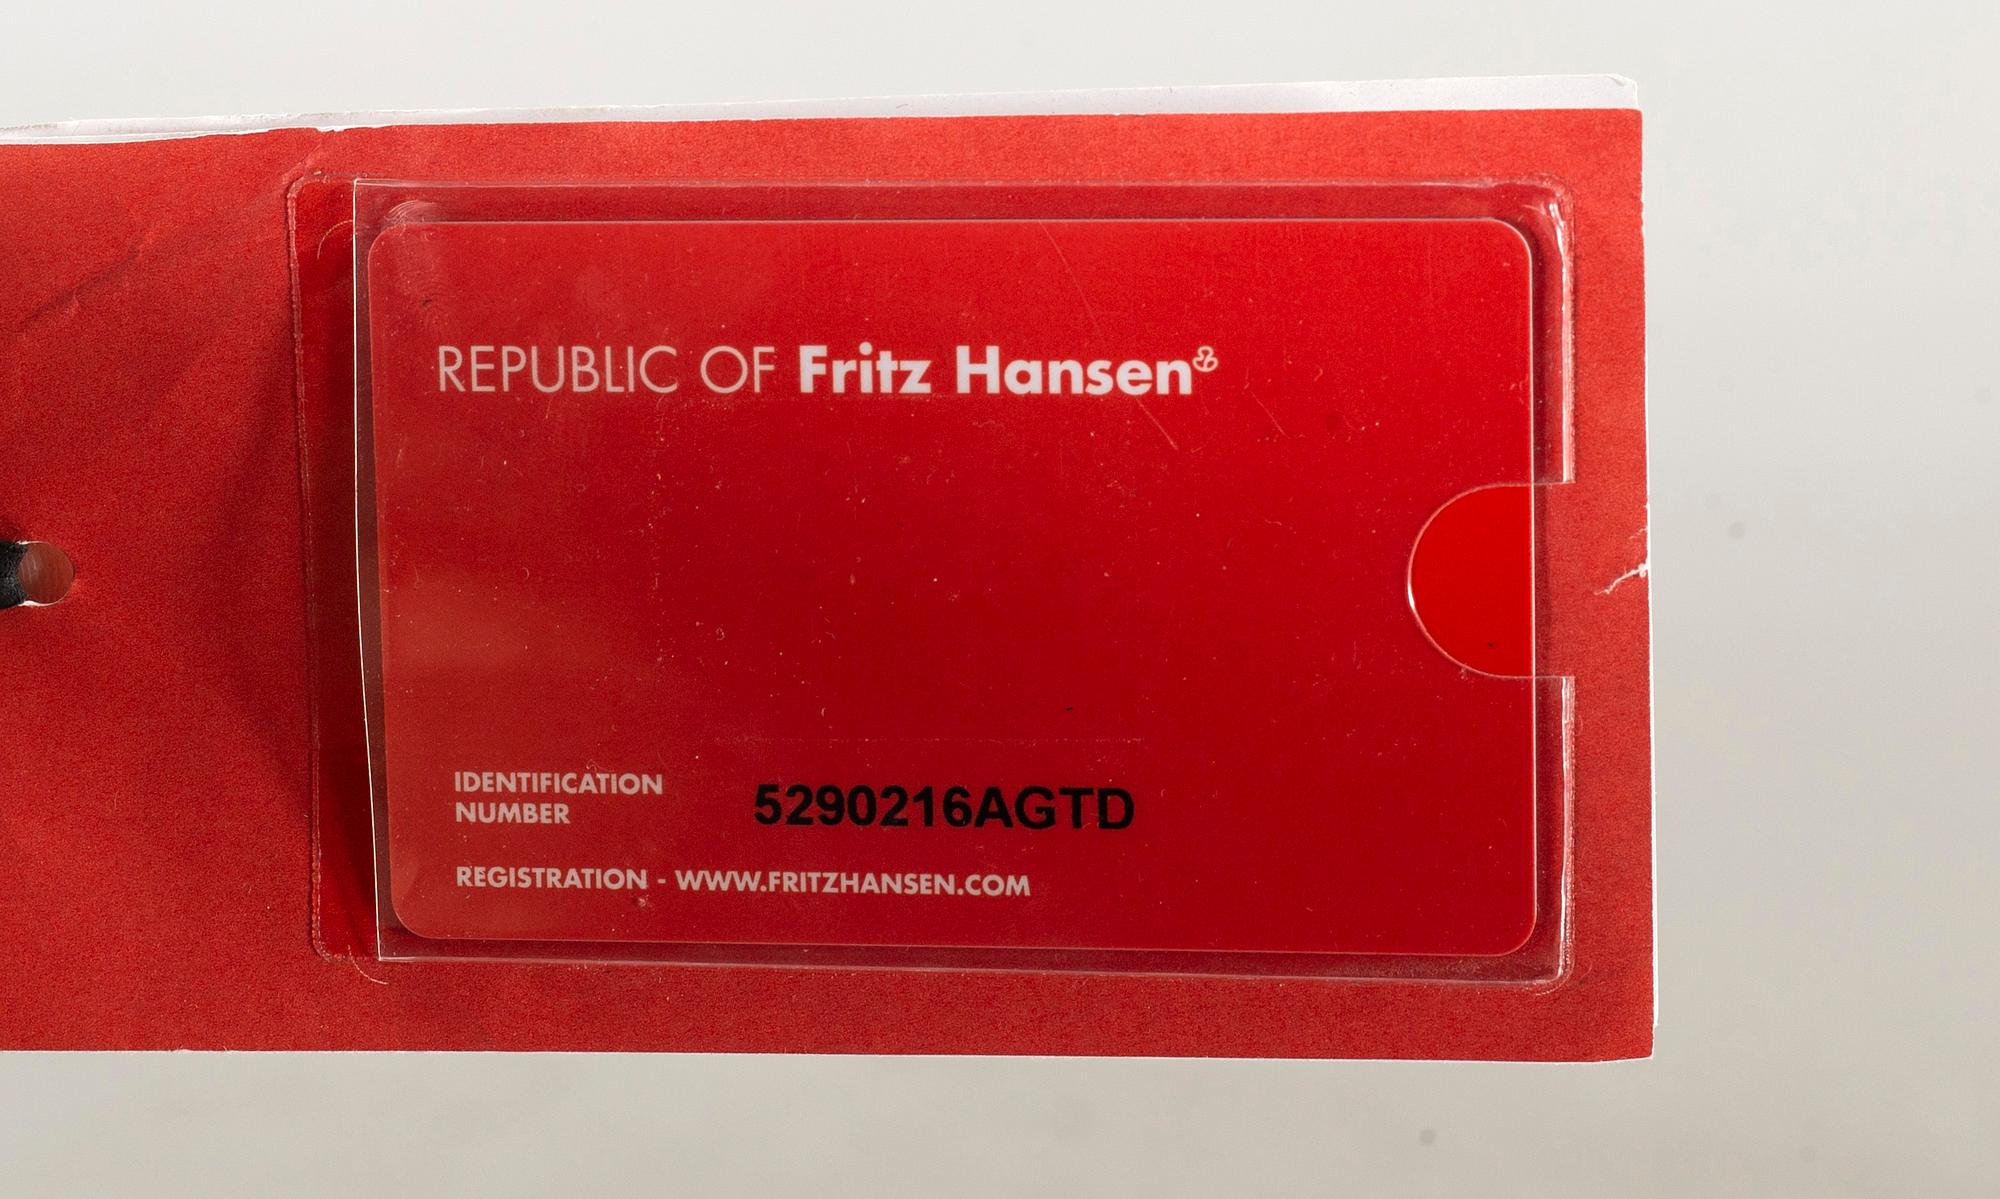 REPUBLIC OF Fritz Hansen
IDENTIFICATION
NUMBER
5290216AGTD
REGISTRATION - WWW.FRITZHANSEN.COM